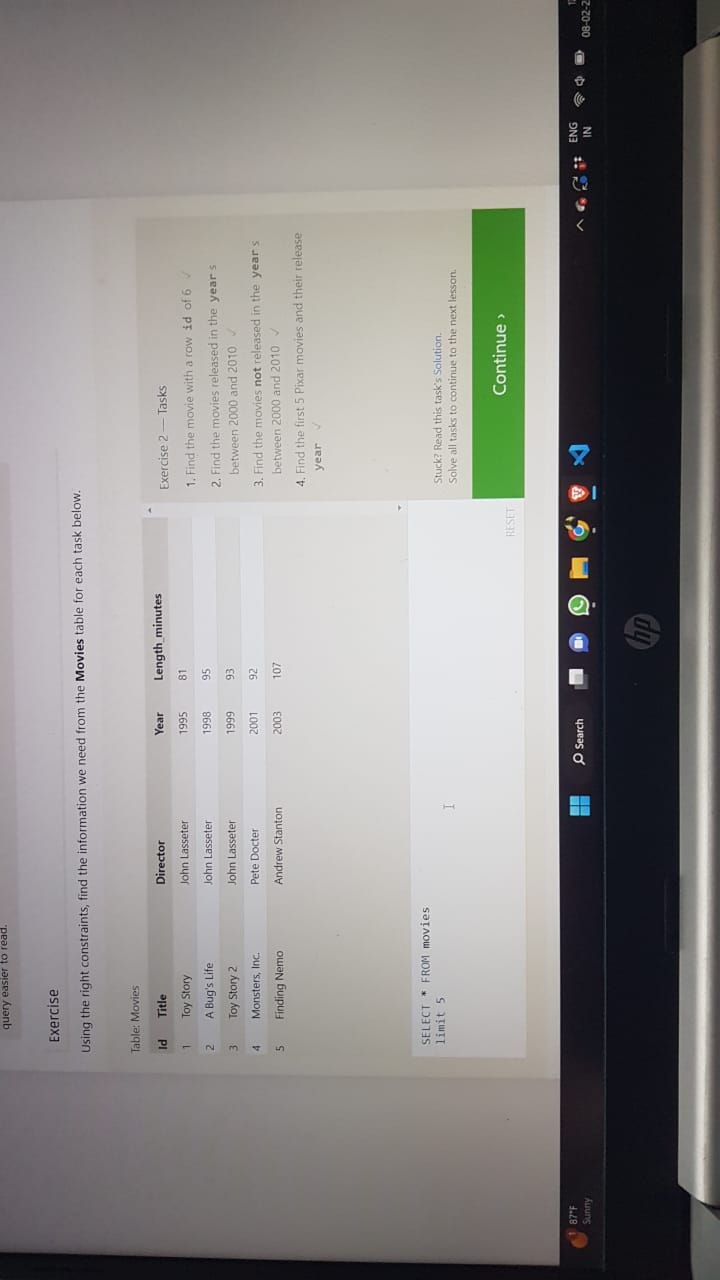 query easier to read.
Exercise
Using the right constraints, find the information we need from the Movies table for each task below.
Table: Movies
Id Title Director Year Length_minutes
1 Toy Story John Lasseter 1995 81
2 A Bug's Life John Lasseter 1998 95
3 Toy Story 2 John Lasseter 1999 93
4 Monsters, Inc. Pete Docter 2001 92
5 Finding Nemo Andrew Stanton 2003 107
Exercise 2 — Tasks
1. Find the movie with a row id of 6 ✓
2. Find the movies released in the year s
between 2000 and 2010 ✓
3. Find the movies not released in the year s
between 2000 and 2010 ✓
4. Find the first 5 Pixar movies and their release
year ✓
SELECT * FROM movies
limit 5
RESET
Stuck? Read this task's Solution.
Solve all tasks to continue to the next lesson.
Continue ›
87°F
Sunny
Search
ENG
IN
08-02-2
hp